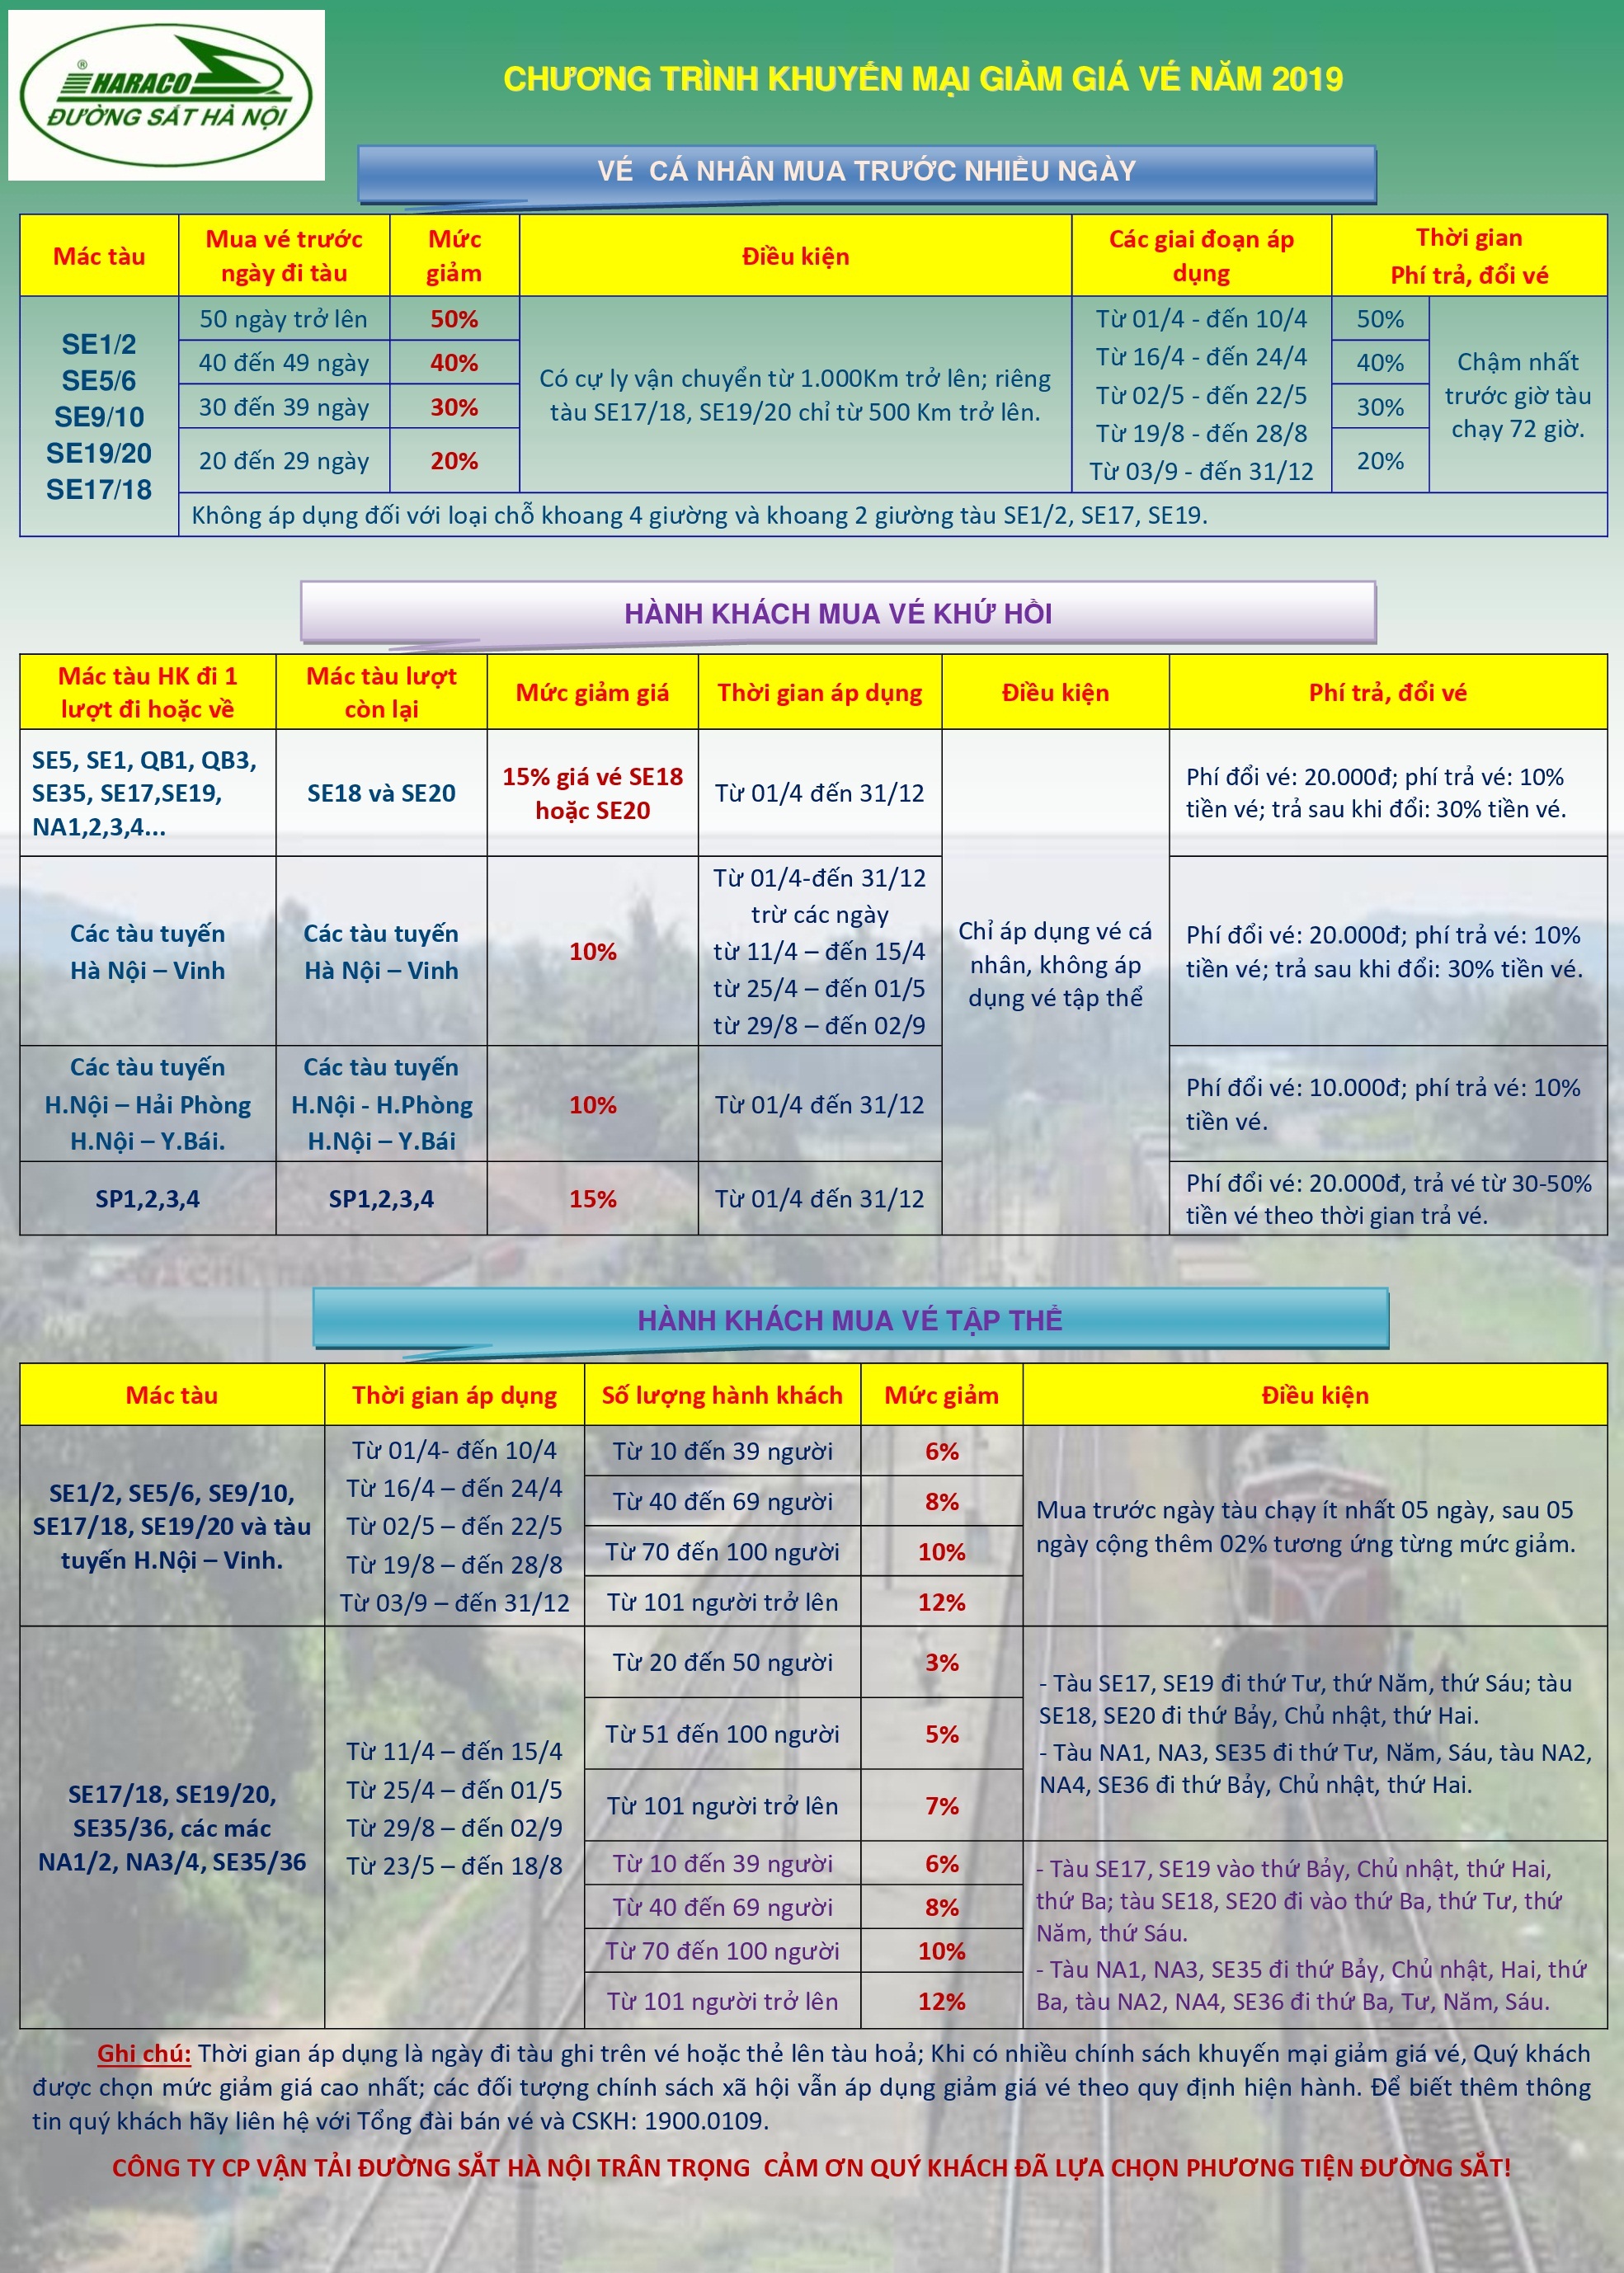 ® HARACO
ĐƯỜNG SẮT HÀ NỘI
CHƯƠNG TRÌNH KHUYẾN MẠI GIẢM GIÁ VÉ NĂM 2019
VÉ CÁ NHÂN MUA TRƯỚC NHIỀU NGÀY
Mác tàu
Mua vé trước
ngày đi tàu
Mức
giảm
Điều kiện
Các giai đoạn áp
dụng
Thời gian
Phí trả, đổi vé
SE1/2
SE5/6
SE9/10
SE19/20
SE17/18
50 ngày trở lên
50%
40 đến 49 ngày
40%
30 đến 39 ngày
30%
20 đến 29 ngày
20%
Có cự ly vận chuyển từ 1.000Km trở lên; riêng
tàu SE17/18, SE19/20 chỉ từ 500 Km trở lên.
Từ 01/4 - đến 10/4
Từ 16/4 - đến 24/4
Từ 02/5 - đến 22/5
Từ 19/8 - đến 28/8
Từ 03/9 - đến 31/12
50%
40%
30%
20%
Chậm nhất
trước giờ tàu
chạy 72 giờ.
Không áp dụng đối với loại chỗ khoang 4 giường và khoang 2 giường tàu SE1/2, SE17, SE19.
HÀNH KHÁCH MUA VÉ KHỨ HỒI
Mác tàu HK đi 1
lượt đi hoặc về
Mác tàu lượt
còn lại
Mức giảm giá
Thời gian áp dụng
Điều kiện
Phí trả, đổi vé
SE5, SE1, QB1, QB3,
SE35, SE17,SE19,
NA1,2,3,4...
SE18 và SE20
15% giá vé SE18
hoặc SE20
Từ 01/4 đến 31/12
Phí đổi vé: 20.000đ; phí trả vé: 10%
tiền vé; trả sau khi đổi: 30% tiền vé.
Các tàu tuyến
Hà Nội – Vinh
Các tàu tuyến
Hà Nội – Vinh
10%
Từ 01/4-đến 31/12
trừ các ngày
từ 11/4 – đến 15/4
từ 25/4 – đến 01/5
từ 29/8 – đến 02/9
Chỉ áp dụng vé cá
nhân, không áp
dụng vé tập thể
Phí đổi vé: 20.000đ; phí trả vé: 10%
tiền vé; trả sau khi đổi: 30% tiền vé.
Các tàu tuyến
H.Nội – Hải Phòng
H.Nội – Y.Bái.
Các tàu tuyến
H.Nội - H.Phòng
H.Nội – Y.Bái
10%
Từ 01/4 đến 31/12
Phí đổi vé: 10.000đ; phí trả vé: 10%
tiền vé.
SP1,2,3,4
SP1,2,3,4
15%
Từ 01/4 đến 31/12
Phí đổi vé: 20.000đ, trả vé từ 30-50%
tiền vé theo thời gian trả vé.
HÀNH KHÁCH MUA VÉ TẬP THỂ
Mác tàu
Thời gian áp dụng
Số lượng hành khách
Mức giảm
Điều kiện
SE1/2, SE5/6, SE9/10,
SE17/18, SE19/20 và tàu
tuyến H.Nội – Vinh.
Từ 01/4- đến 10/4
Từ 16/4 – đến 24/4
Từ 02/5 – đến 22/5
Từ 19/8 – đến 28/8
Từ 03/9 – đến 31/12
Từ 10 đến 39 người
6%
Từ 40 đến 69 người
8%
Từ 70 đến 100 người
10%
Từ 101 người trở lên
12%
Mua trước ngày tàu chạy ít nhất 05 ngày, sau 05
ngày cộng thêm 02% tương ứng từng mức giảm.
SE17/18, SE19/20,
SE35/36, các mác
NA1/2, NA3/4, SE35/36
Từ 11/4 – đến 15/4
Từ 25/4 – đến 01/5
Từ 29/8 – đến 02/9
Từ 23/5 – đến 18/8
Từ 20 đến 50 người
3%
Từ 51 đến 100 người
5%
Từ 101 người trở lên
7%
- Tàu SE17, SE19 đi thứ Tư, thứ Năm, thứ Sáu; tàu
SE18, SE20 đi thứ Bảy, Chủ nhật, thứ Hai.
- Tàu NA1, NA3, SE35 đi thứ Tư, Năm, Sáu, tàu NA2,
NA4, SE36 đi thứ Bảy, Chủ nhật, thứ Hai.
Từ 10 đến 39 người
6%
Từ 40 đến 69 người
8%
Từ 70 đến 100 người
10%
Từ 101 người trở lên
12%
- Tàu SE17, SE19 vào thứ Bảy, Chủ nhật, thứ Hai,
thứ Ba; tàu SE18, SE20 đi vào thứ Ba, thứ Tư, thứ
Năm, thứ Sáu.
- Tàu NA1, NA3, SE35 đi thứ Bảy, Chủ nhật, Hai, thứ
Ba, tàu NA2, NA4, SE36 đi thứ Ba, Tư, Năm, Sáu.
Ghi chú: Thời gian áp dụng là ngày đi tàu ghi trên vé hoặc thẻ lên tàu hoả; Khi có nhiều chính sách khuyến mại giảm giá vé, Quý khách
được chọn mức giảm giá cao nhất; các đối tượng chính sách xã hội vẫn áp dụng giảm giá vé theo quy định hiện hành. Để biết thêm thông
tin quý khách hãy liên hệ với Tổng đài bán vé và CSKH: 1900.0109.
CÔNG TY CP VẬN TẢI ĐƯỜNG SẮT HÀ NỘI TRÂN TRỌNG CẢM ƠN QUÝ KHÁCH ĐÃ LỰA CHỌN PHƯƠNG TIỆN ĐƯỜNG SẮT!